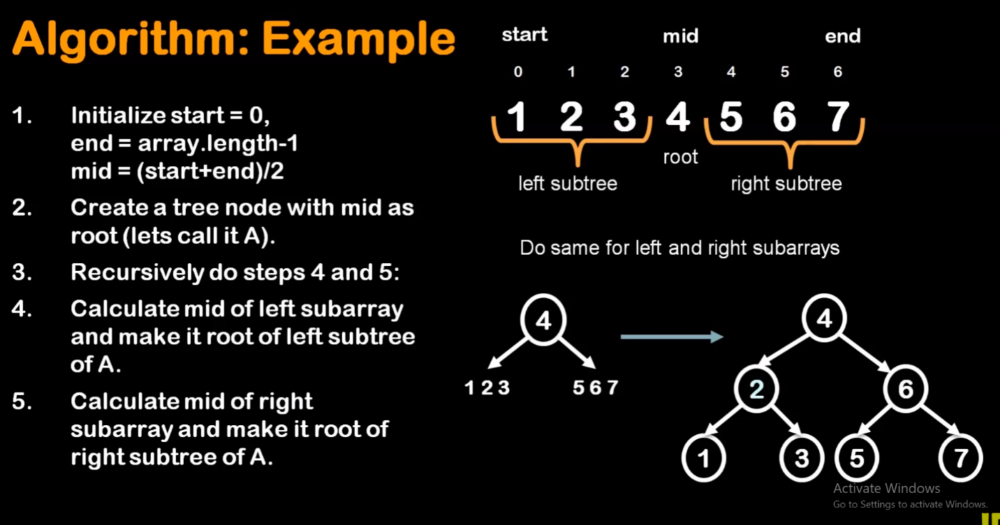 Algorithm: Example
1. Initialize start = 0,
end = array.length-1
mid = (start+end)/2
2. Create a tree node with mid as
root (lets call it A).
3. Recursively do steps 4 and 5:
4. Calculate mid of left subarray
and make it root of left subtree
of A.
5. Calculate mid of right
subarray and make it root of
right subtree of A.
start mid end
0 1 2 3 4 5 6
1 2 3 4 5 6 7
root
left subtree right subtree
Do same for left and right subarrays
4
1 2 3 5 6 7
4
2 6
1 3 5 7
Activate Windows
Go to Settings to activate Windows.